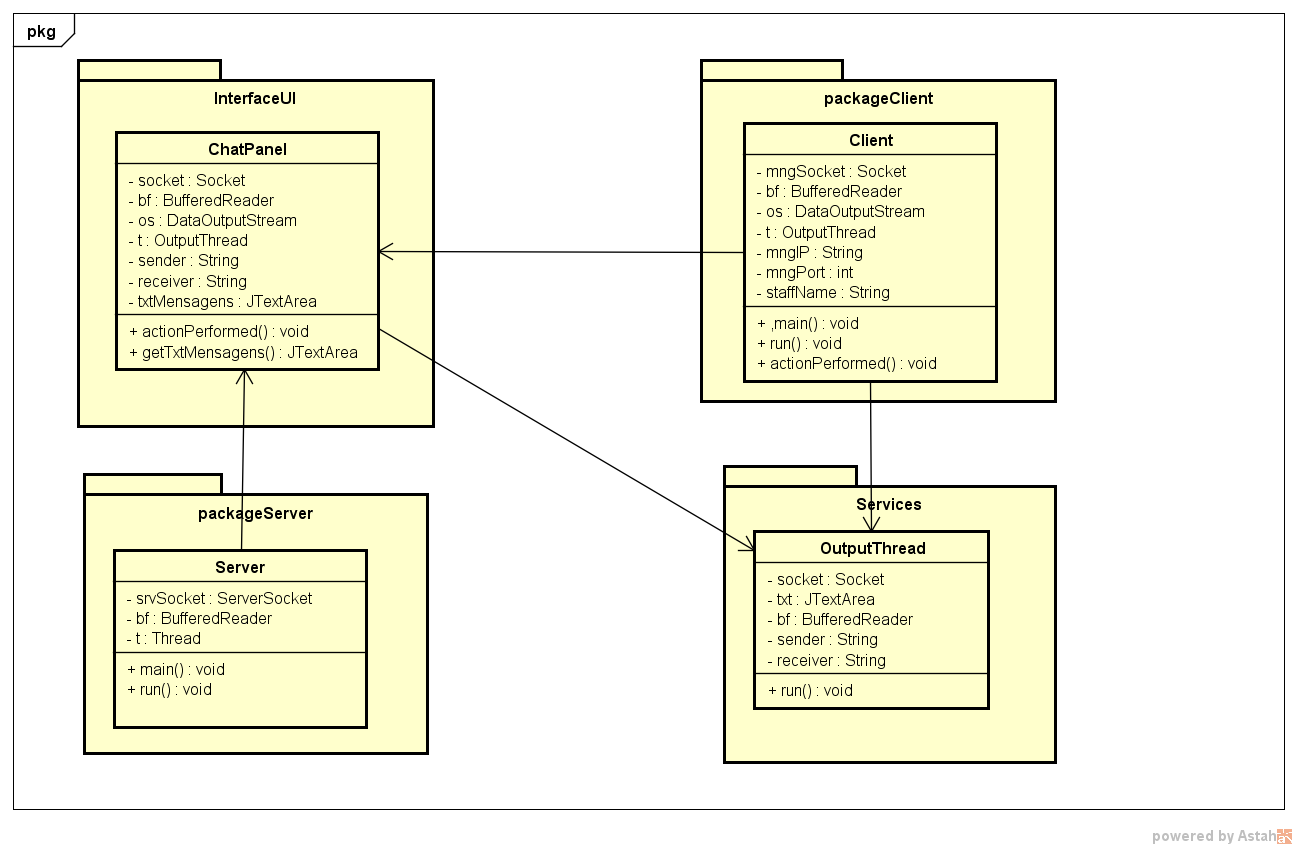 pkg
InterfaceUI
ChatPanel
- socket : Socket
- bf : BufferedReader
- os : DataOutputStream
- t : OutputThread
- sender : String
- receiver : String
- txtMensagens : JTextArea
+ actionPerformed() : void
+ getTxtMensagens() : JTextArea
packageClient
Client
- mngSocket : Socket
- bf : BufferedReader
- os : DataOutputStream
- t : OutputThread
- mngIP : String
- mngPort : int
- staffName : String
+ ,main() : void
+ run() : void
+ actionPerformed() : void
packageServer
Server
- srvSocket : ServerSocket
- bf : BufferedReader
- t : Thread
+ main() : void
+ run() : void
Services
OutputThread
- socket : Socket
- txt : JTextArea
- bf : BufferedReader
- sender : String
- receiver : String
+ run() : void
powered by Astah